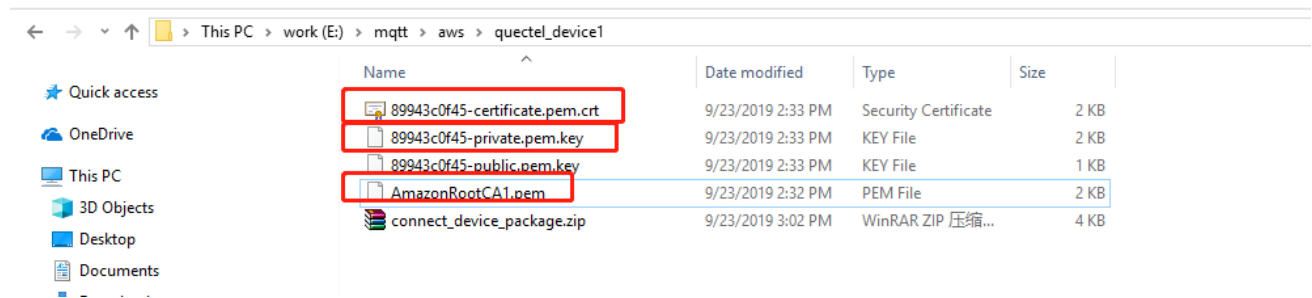 This PC > work (E:) > mqtt > aws > quectel_device1
Name Date modified Type Size
Quick access
OneDrive
This PC
3D Objects
Desktop
Documents
89943c0f45-certificate.pem.crt 9/23/2019 2:33 PM Security Certificate 2 KB
89943c0f45-private.pem.key 9/23/2019 2:33 PM KEY File 2 KB
89943c0f45-public.pem.key 9/23/2019 2:33 PM KEY File 1 KB
AmazonRootCA1.pem 9/23/2019 2:32 PM PEM File 2 KB
connect_device_package.zip 9/23/2019 3:02 PM WinRAR ZIP 压缩... 4 KB